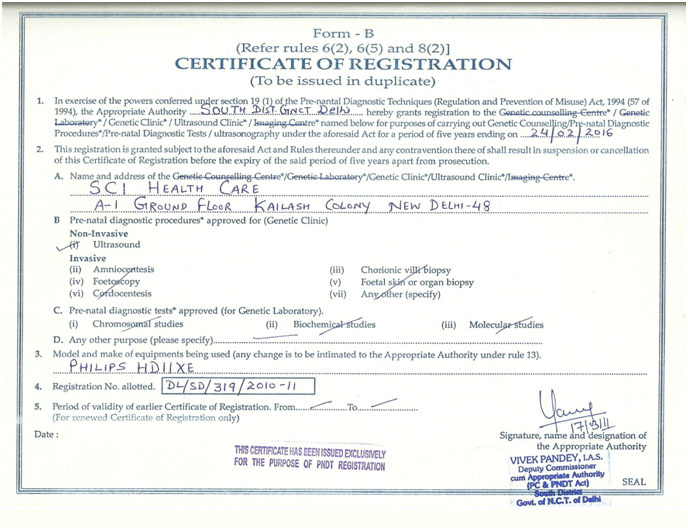 Form - B
(Refer rules 6(2), 6(5) and 8(2)]
CERTIFICATE OF REGISTRATION
(To be issued in duplicate)
1. In exercise of the powers conferred under section 19 (1) of the Pre-nantal Diagnostic Techniques (Regulation and Prevention of Misuse) Act, 1994 (57 of
1994), the Appropriate Authority SOUTH DIST. GNCT Delhi hereby grants registration to the Genetic counselling Centre* / Genetic
Laboratory* / Genetic Clinic* / Ultrasound Clinic* / Imaging Centre* named below for purposes of carrying out Genetic Counselling/Pre-natal Diagnostic
Procedures*/Pre-natal Diagnostic Tests / ultrasonography under the aforesaid Act for a period of five years ending on 24/02/2016
2. This registration is granted subject to the aforesaid Act and Rules thereunder and any contravention there of shall result in suspension or cancellation
of this Certificate of Registration before the expiry of the said period of five years apart from prosecution.
A. Name and address of the Genetic Counselling Centre*/Genetic Laboratory*/Genetic Clinic*/Ultrasound Clinic*/Imaging Centre*.
SCI HEALTH CARE
A-1 GROUND FLOOR KAILASH COLONY NEW DELHI-48
B Pre-natal diagnostic procedures* approved for (Genetic Clinic)
Non-Invasive
(i) Ultrasound
Invasive
(ii) Amniocentesis (iii) Chorionic villi biopsy
(iv) Foetoscopy (v) Foetal skin or organ biopsy
(vi) Cordocentesis (vii) Any other (specify)
C. Pre-natal diagnostic tests* approved (for Genetic Laboratory).
(i) Chromosomal studies (ii) Biochemical studies (iii) Molecular studies
D. Any other purpose (please specify)
3. Model and make of equipments being used (any change is to be intimated to the Appropriate Authority under rule 13).
PHILIPS HD11XE
4. Registration No. allotted. DL/SD/319/2010-11
5. Period of validity of earlier Certificate of Registration. From To
(For renewed Certificate of Registration only)
Date :
THIS CERTIFICATE HAS BEEN ISSUED EXCLUSIVELY
FOR THE PURPOSE OF PNDT REGISTRATION
Signature, name and designation of
the Appropriate Authority
VIVEK PANDEY, I.A.S.
Deputy Commissioner
cum Appropriate Authority
(PC & PNDT Act)
South District
Govt. of N.C.T. of Delhi
SEAL